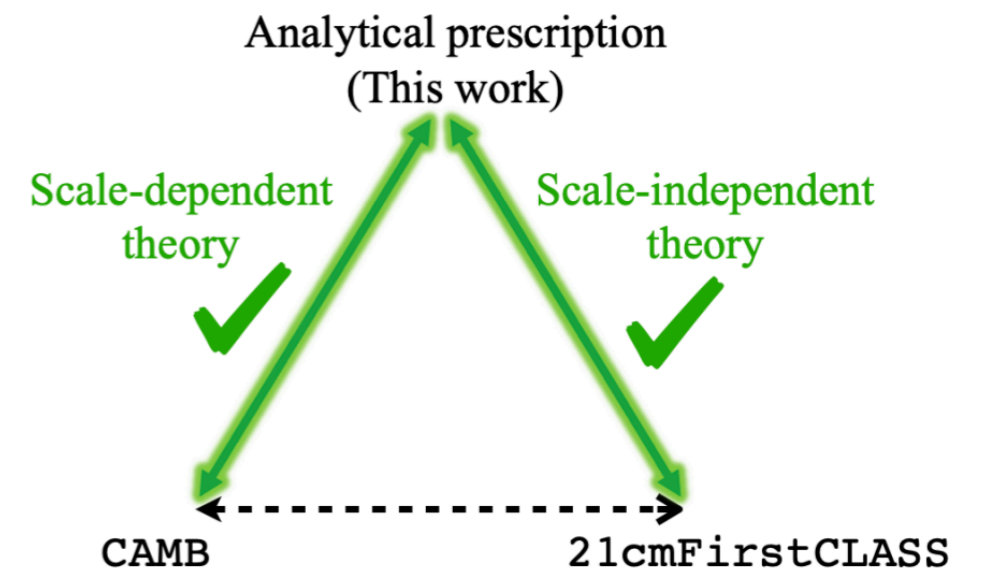 Analytical prescription
(This work)
Scale-dependent
theory
Scale-independent
theory
CAMB
21cmFirstCLASS